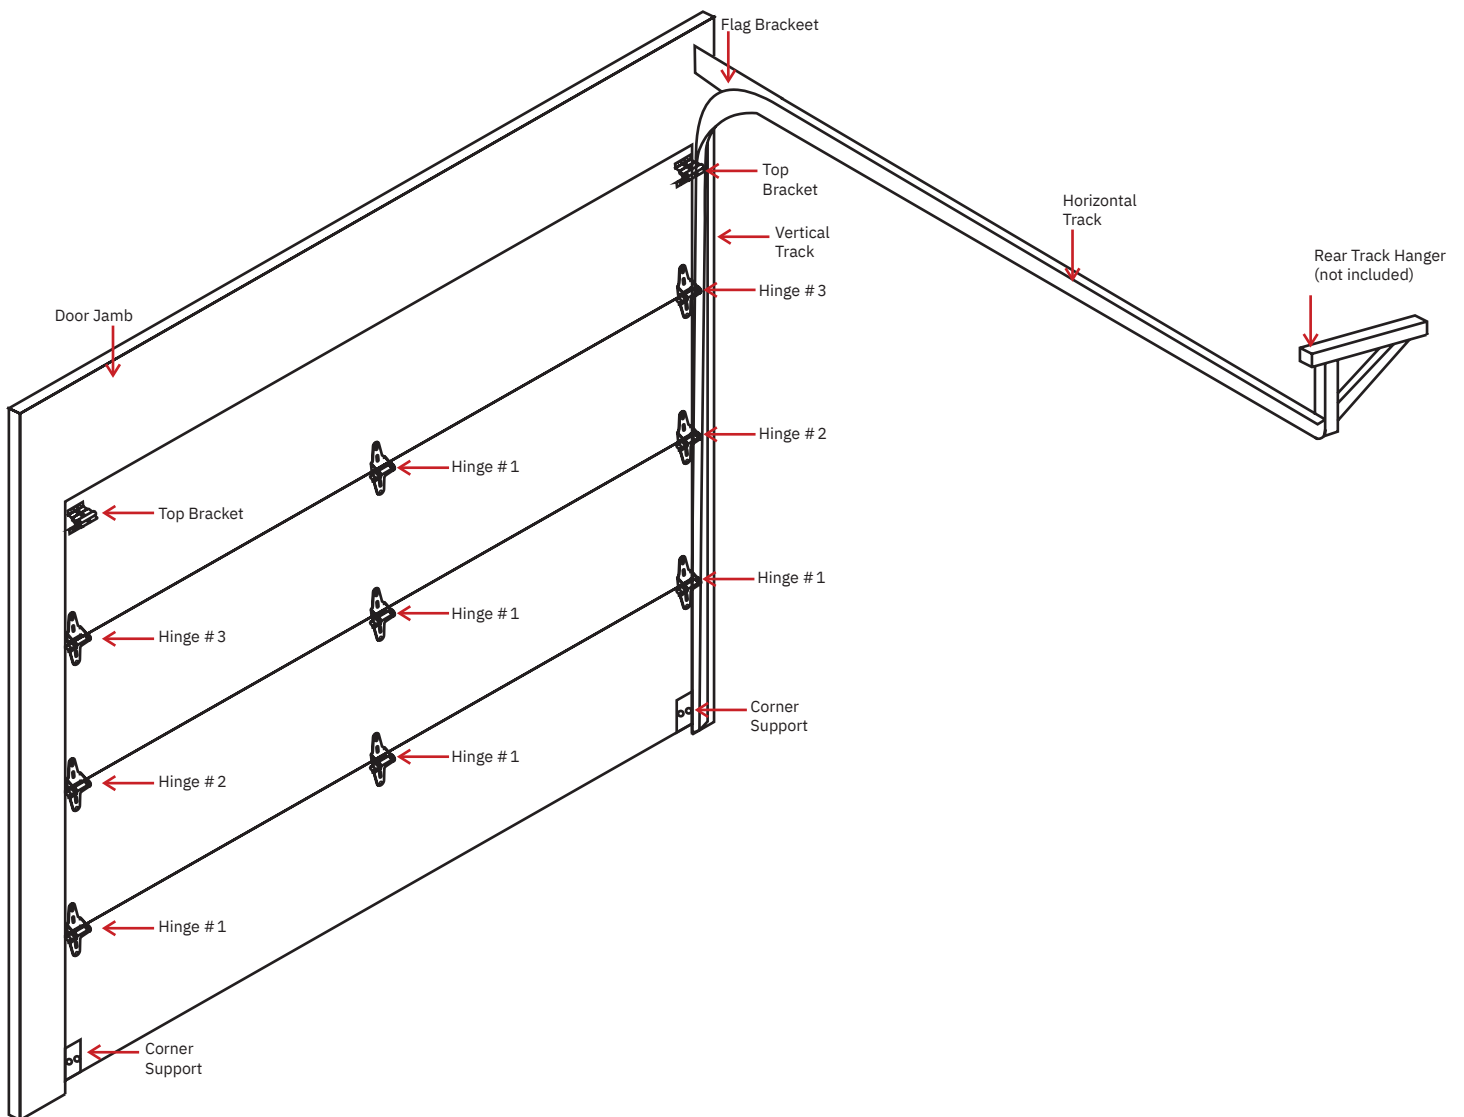 Flag Brackeet
Top
Bracket
Horizontal
Track
Vertical
Track
Rear Track Hanger
(not included)
Hinge #3
Door Jamb
Hinge #2
Hinge #1
Top Bracket
Hinge #1
Hinge #1
Hinge #3
Corner
Support
Hinge #1
Hinge #2
Hinge #1
Corner
Support